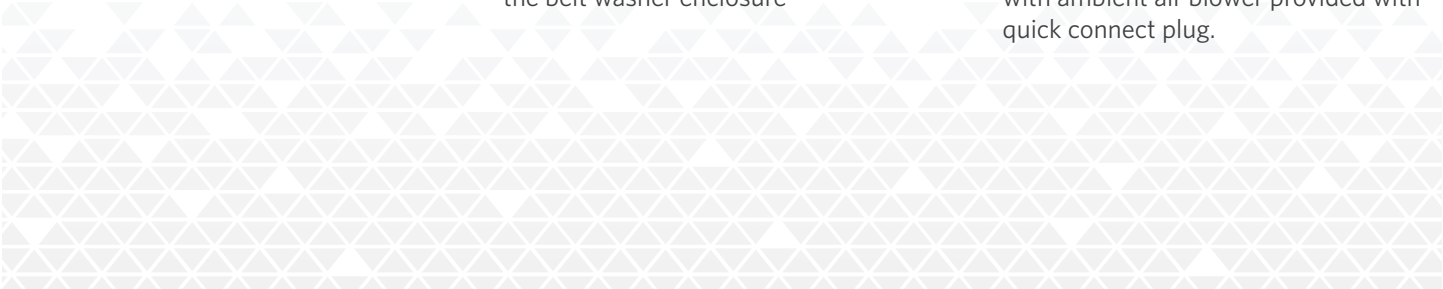 the belt washer enclosure
with ambient air blower provided with
quick connect plug.